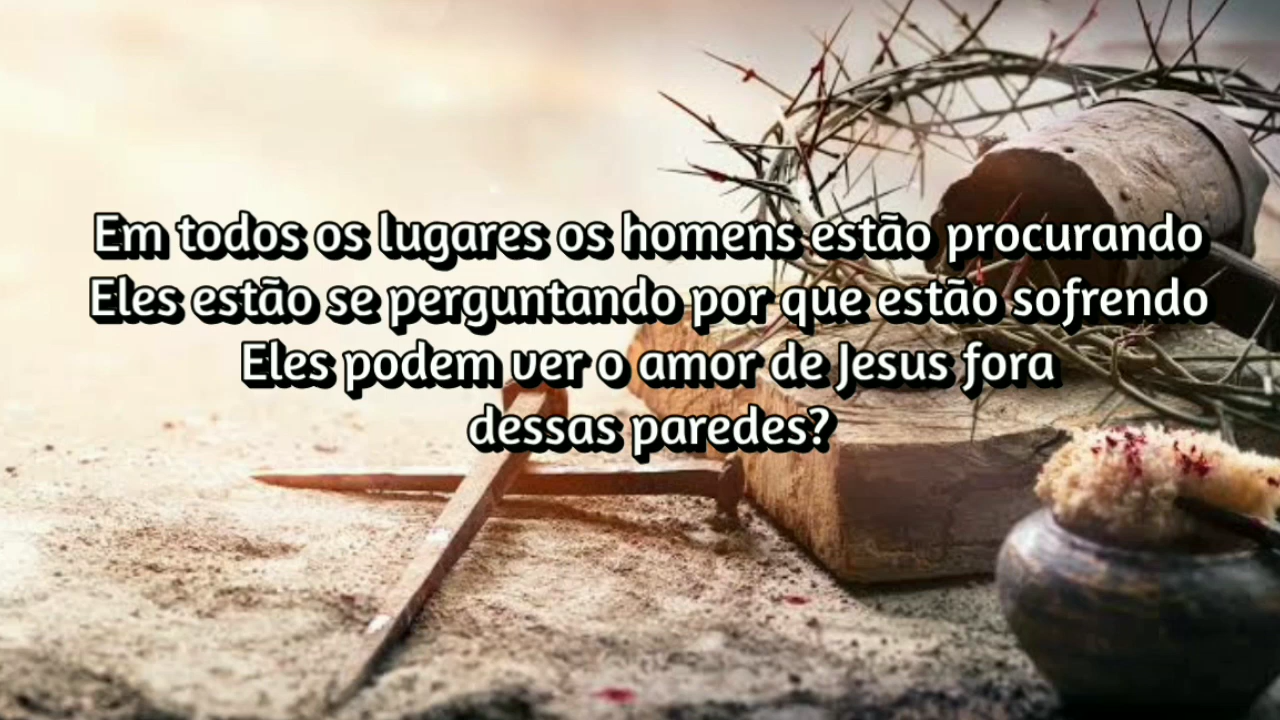 Em todos os lugares os homens estão procurando
Eles estão se perguntando por que estão sofrendo
Eles podem ver o amor de Jesus fora
dessas paredes?